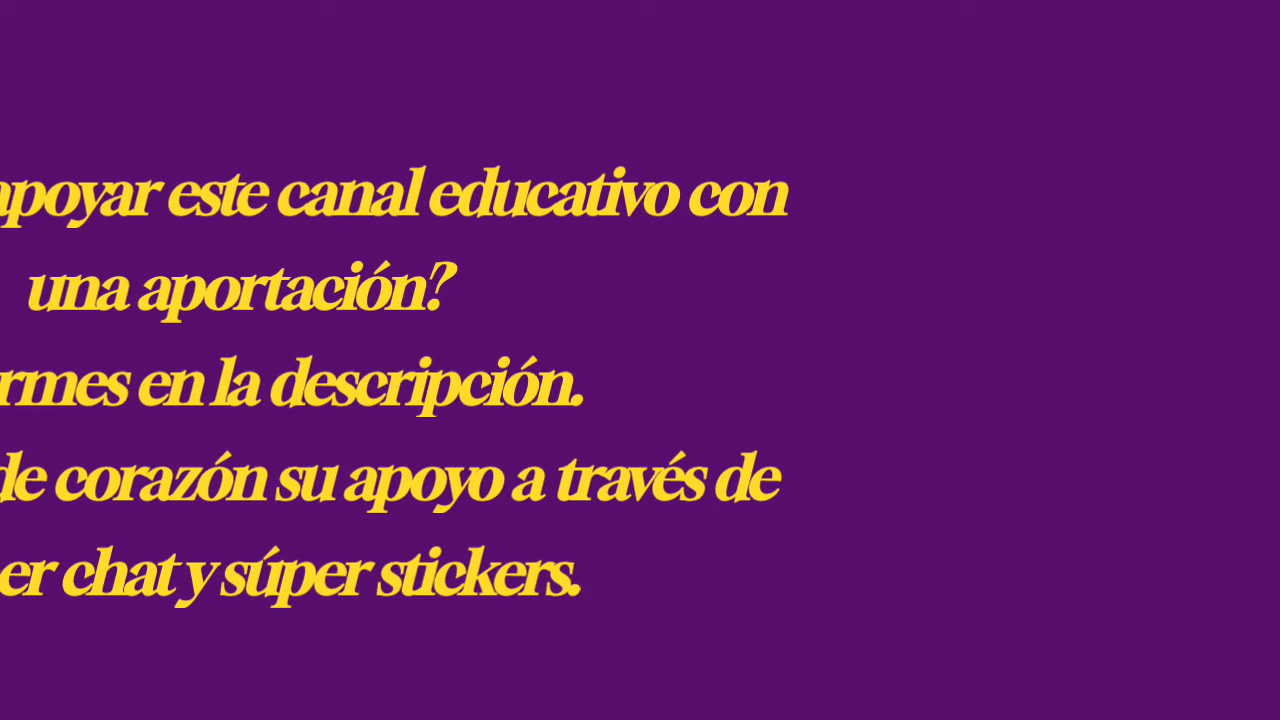 apoyar este canal educativo con
una aportación?
rmes en la descripción.
de corazón su apoyo a través de
er chat y súper stickers.